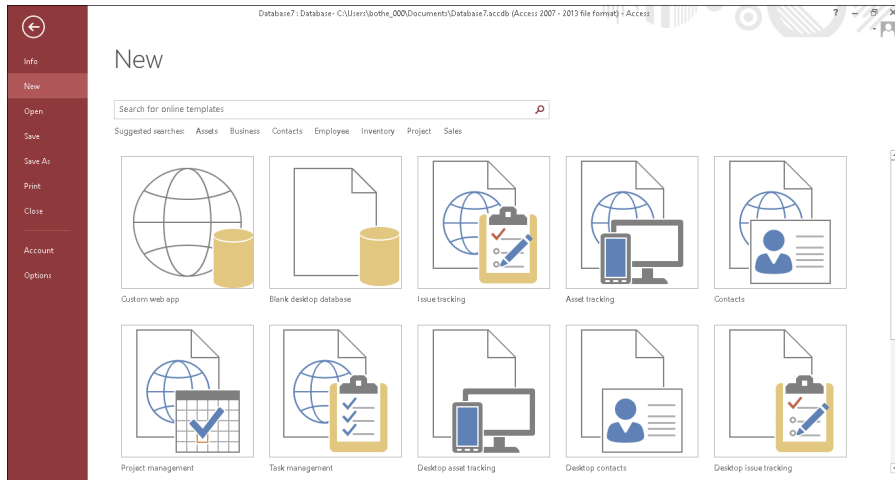 Database7 : Database- C:\Users\bothe_000\Documents\Database7.accdb (Access 2007 - 2013 file format) - Access
?
Info
New
Open
Save
Save As
Print
Close
Account
Options
New
Search for online templates
Suggested searches: Assets Business Contacts Employee Inventory Project Sales
Custom web app Blank desktop database Issue tracking Asset tracking Contacts
Project management Task management Desktop asset tracking Desktop contacts Desktop issue tracking